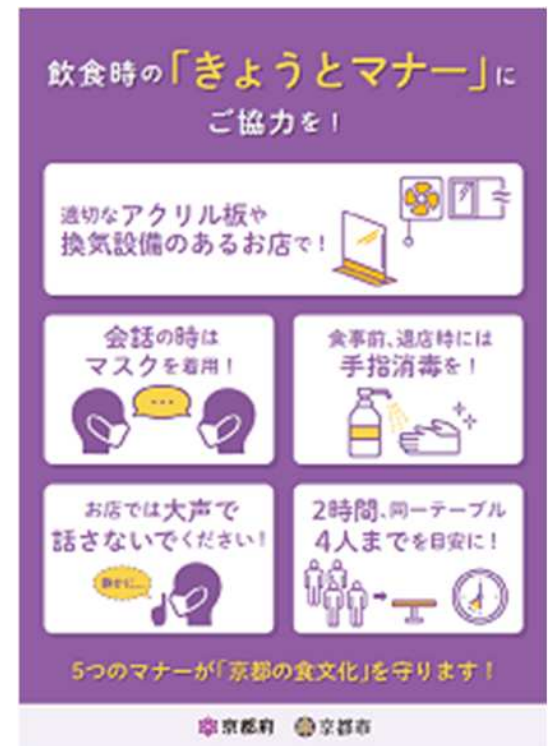 飲食時の「きょうとマナー」に
ご協力を！
適切なアクリル板や
換気設備のあるお店で！
会話の時は
マスクを着用！
…
食事前、退店時には
手指消毒を！
お店では大声で
話さないでください！
静かに…
2時間、同一テーブル
4人までを目安に！
5つのマナーが「京都の食文化」を守ります！
京都府 京都市